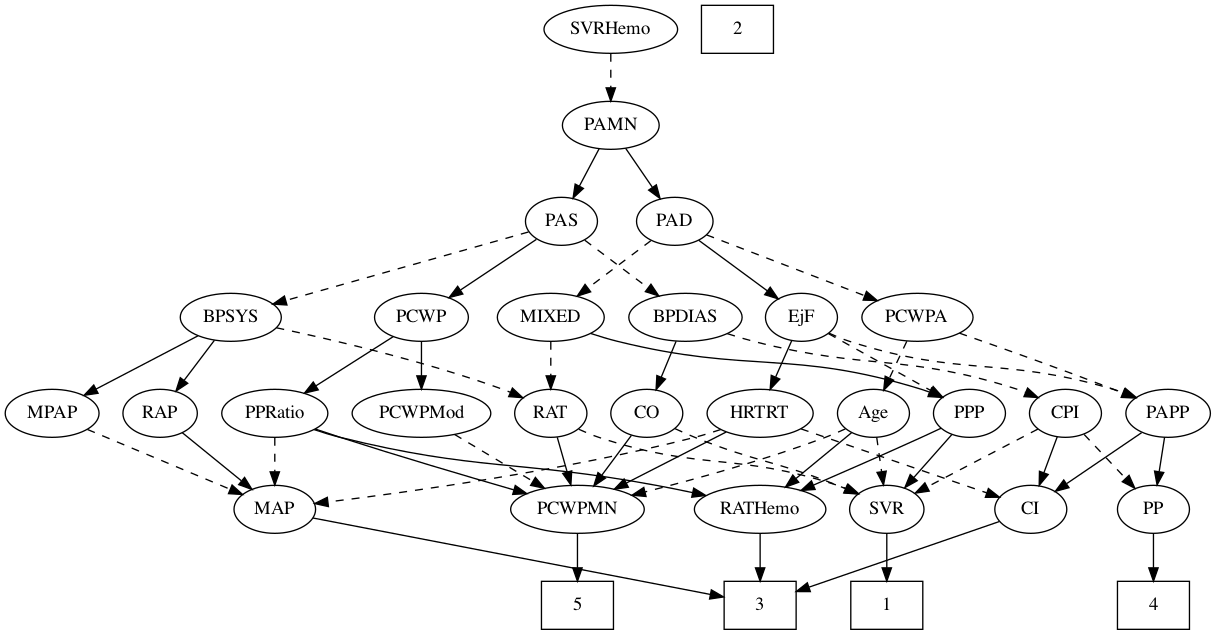 SVRHemo
2
PAMN
PAS
PAD
BPSYS
PCWP
MIXED
BPDIAS
EjF
PCWPA
MPAP
RAP
PPRatio
PCWPMod
RAT
CO
HRTRT
Age
PPP
CPI
PAPP
MAP
PCWPMN
RATHemo
SVR
CI
PP
5
3
1
4